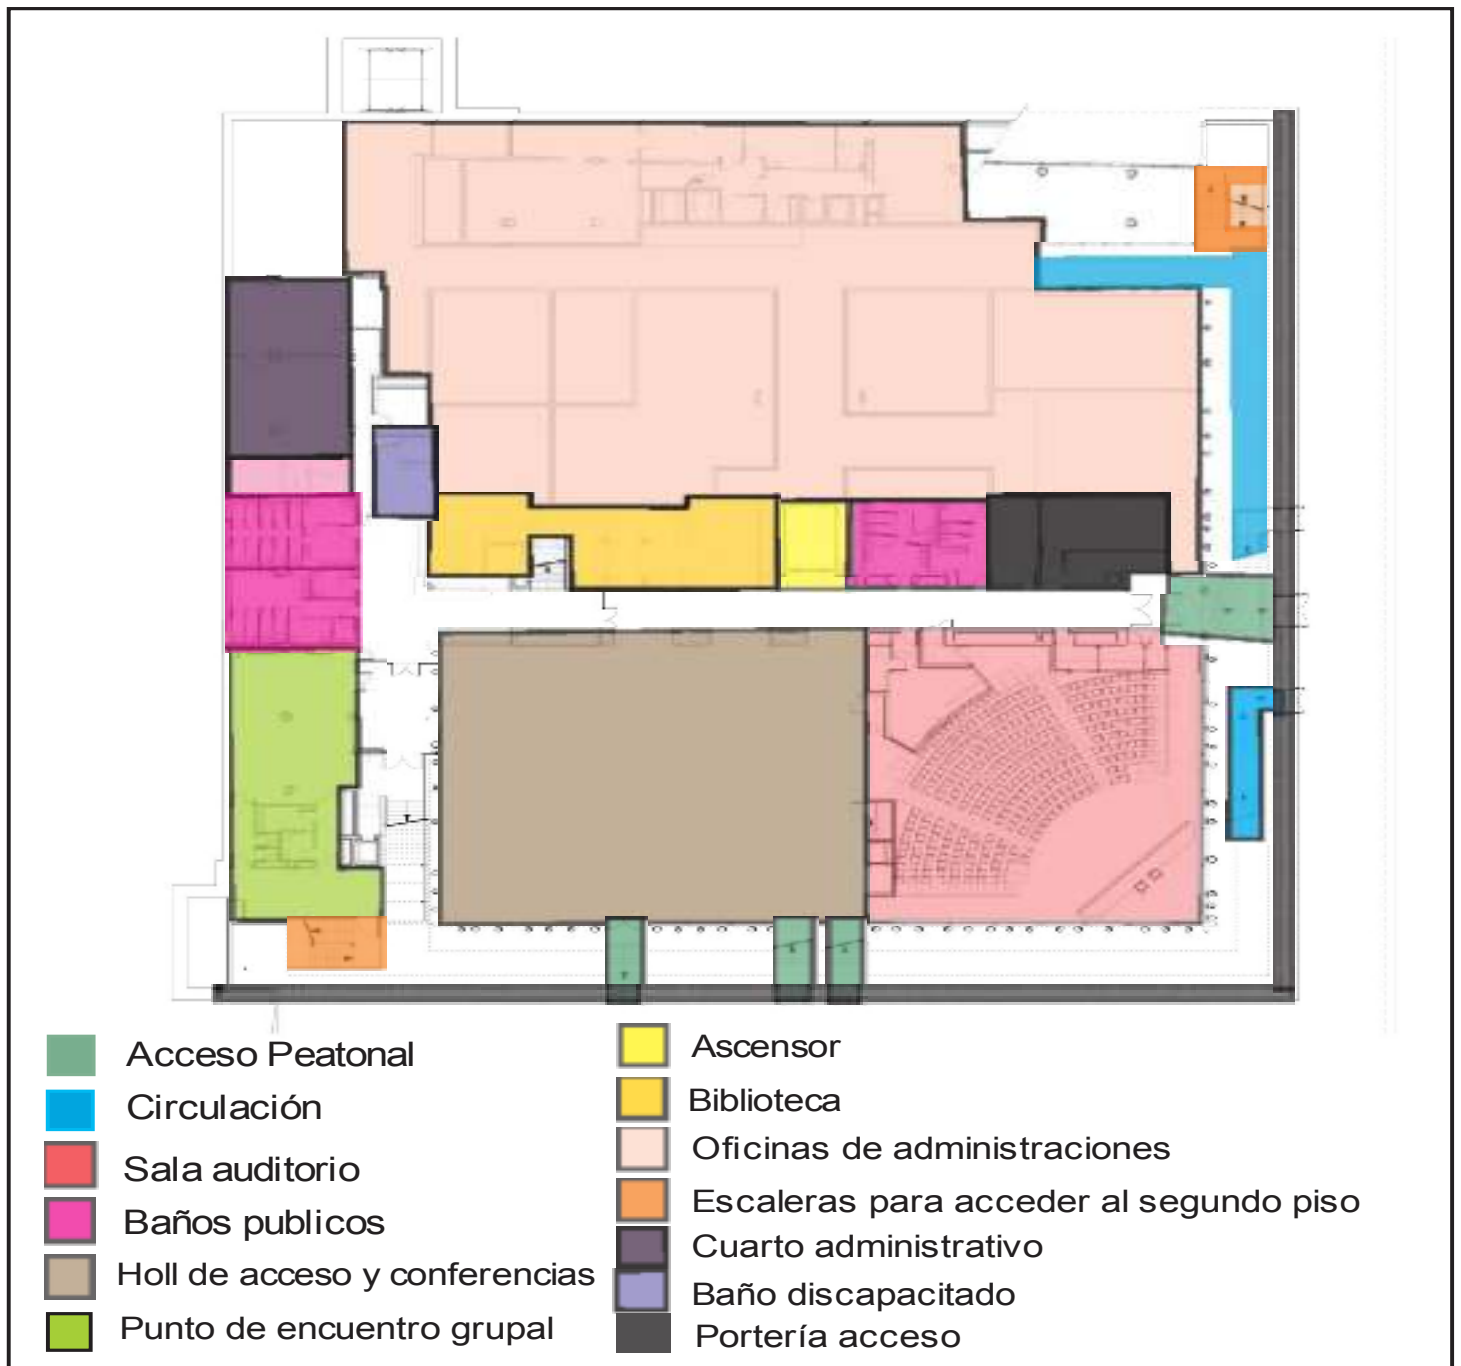 Acceso Peatonal
Circulación
Sala auditorio
Baños publicos
Holl de acceso y conferencias
Punto de encuentro grupal
Ascensor
Biblioteca
Oficinas de administraciones
Escaleras para acceder al segundo piso
Cuarto administrativo
Baño discapacitado
Portería acceso